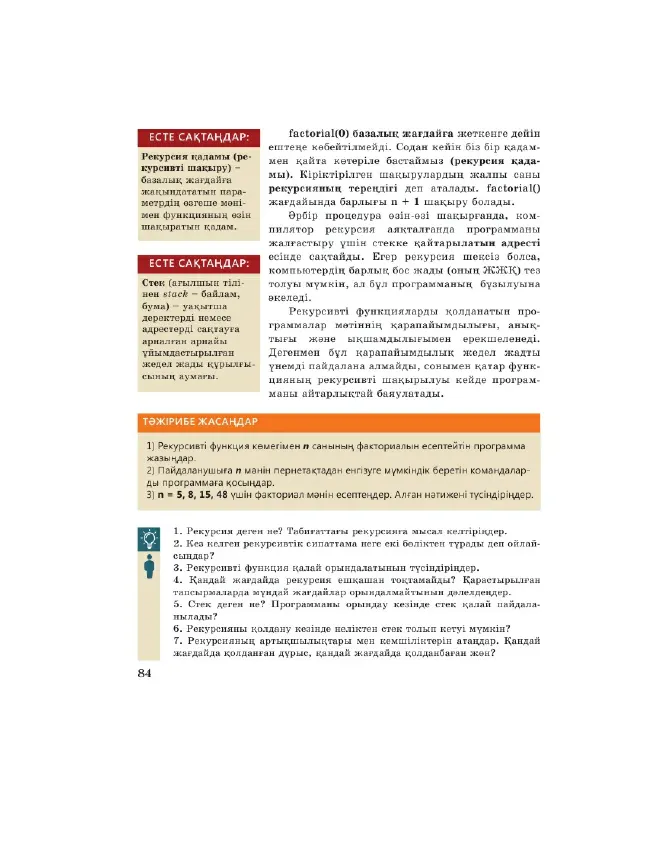 ЕСТЕ САҚТАҢДАР:
Рекурсия қадамы (ре-
курсивті шақыру) –
базалық жағдайға
жақындататын пара-
метрдің өзгеше мәні-
мен функцияның өзін
шақыратын қадам.
ЕСТЕ САҚТАҢДАР:
Стек (ағылшын тілі-
нен stack – байлам,
бума) – уақытша
деректерді немесе
адрестерді сақтауға
арналған арнайы
ұйымдастырылған
жедел жады құрылғы-
сының аумағы.
factorial(0) базалық жағдайға жеткенге дейін
ештеңе көбейтілмейді. Содан кейін біз бір қадам-
мен қайта көтеріле бастаймыз (рекурсия қада-
мы). Кіріктірілген шақырулардың жалпы саны
рекурсияның тереңдігі деп аталады. factorial()
жағдайында барлығы n + 1 шақыру болады.
Әрбір процедура өзін-өзі шақырғанда, ком-
пилятор рекурсия аяқталғанда программаны
жалғастыру үшін стекке қайтарылатын адресті
есінде сақтайды. Егер рекурсия шексіз болса,
компьютердің барлық бос жады (оның ЖЖҚ) тез
толуы мүмкін, ал бұл программаның бұзылуына
әкеледі.
Рекурсивті функцияларды қолданатын про-
граммалар мәтіннің қарапайымдылығы, анық-
тығы және ықшамдылығымен ерекшеленеді.
Дегенмен бұл қарапайымдылық жедел жадты
үнемді пайдалана алмайды, сонымен қатар функ-
цияның рекурсивті шақырылуы кейде програм-
маны айтарлықтай баяулатады.
ТӘЖІРИБЕ ЖАСАҢДАР
1) Рекурсивті функция көмегімен n санының факториалын есептейтін программа
жазыңдар.
2) Пайдаланушыға n мәнін пернетақтадан енгізуге мүмкіндік беретін командалар-
ды программаға қосыңдар.
3) n = 5, 8, 15, 48 үшін факториал мәнін есептеңдер. Алған нәтижені түсіндіріңдер.
1. Рекурсия деген не? Табиғаттағы рекурсияға мысал келтіріңдер.
2. Кез келген рекурсивтік сипаттама неге екі бөліктен тұрады деп ойлай-
сыңдар?
3. Рекурсивті функция қалай орындалатынын түсіндіріңдер.
4. Қандай жағдайда рекурсия ешқашан тоқтамайды? Қарастырылған
тапсырмаларда мұндай жағдайлар орындалмайтынын дәлелдеңдер.
5. Стек деген не? Программаны орындау кезінде стек қалай пайдала-
нылады?
6. Рекурсияны қолдану кезінде неліктен стек толып кетуі мүмкін?
7. Рекурсияның артықшылықтары мен кемшіліктерін атаңдар. Қандай
жағдайда қолданған дұрыс, қандай жағдайда қолданбаған жөн?
84